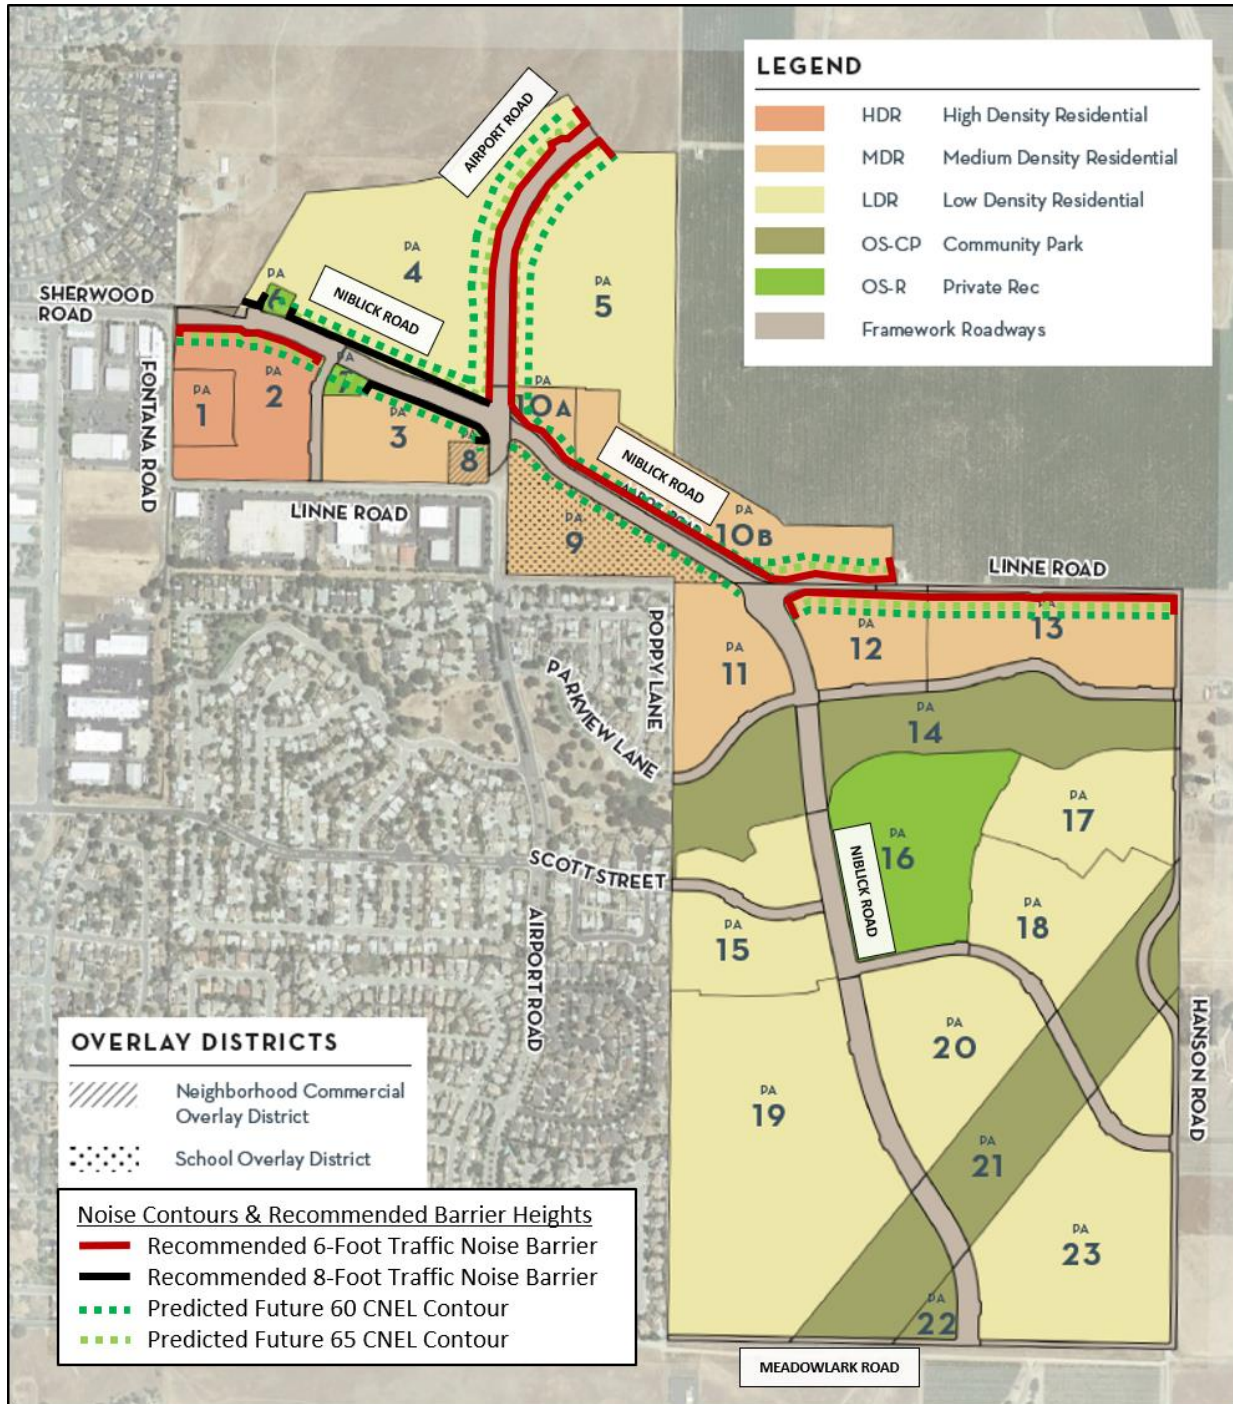 LEGEND
HDR High Density Residential
MDR Medium Density Residential
LDR Low Density Residential
OS-CP Community Park
OS-R Private Rec
Framework Roadways
AIRPORT ROAD
PA
4
PA
5
PA
NIBLICK ROAD
SHERWOOD
ROAD
FONTANA ROAD
PA
1
PA
2
PA
PA
3
8
PA
10A
NIBLICK ROAD
PA
10B
PA
9
LINNE ROAD
LINNE ROAD
POPPY LANE
PARKVIEW LANE
PA
11
PA
12
PA
13
PA
14
PA
16
NIBLICK ROAD
PA
17
PA
18
SCOTT STREET
AIRPORT ROAD
PA
15
PA
19
PA
20
PA
21
PA
22
PA
23
HANSON ROAD
MEADOWLARK ROAD
OVERLAY DISTRICTS
Neighborhood Commercial
Overlay District
School Overlay District
Noise Contours & Recommended Barrier Heights
Recommended 6-Foot Traffic Noise Barrier
Recommended 8-Foot Traffic Noise Barrier
Predicted Future 60 CNEL Contour
Predicted Future 65 CNEL Contour